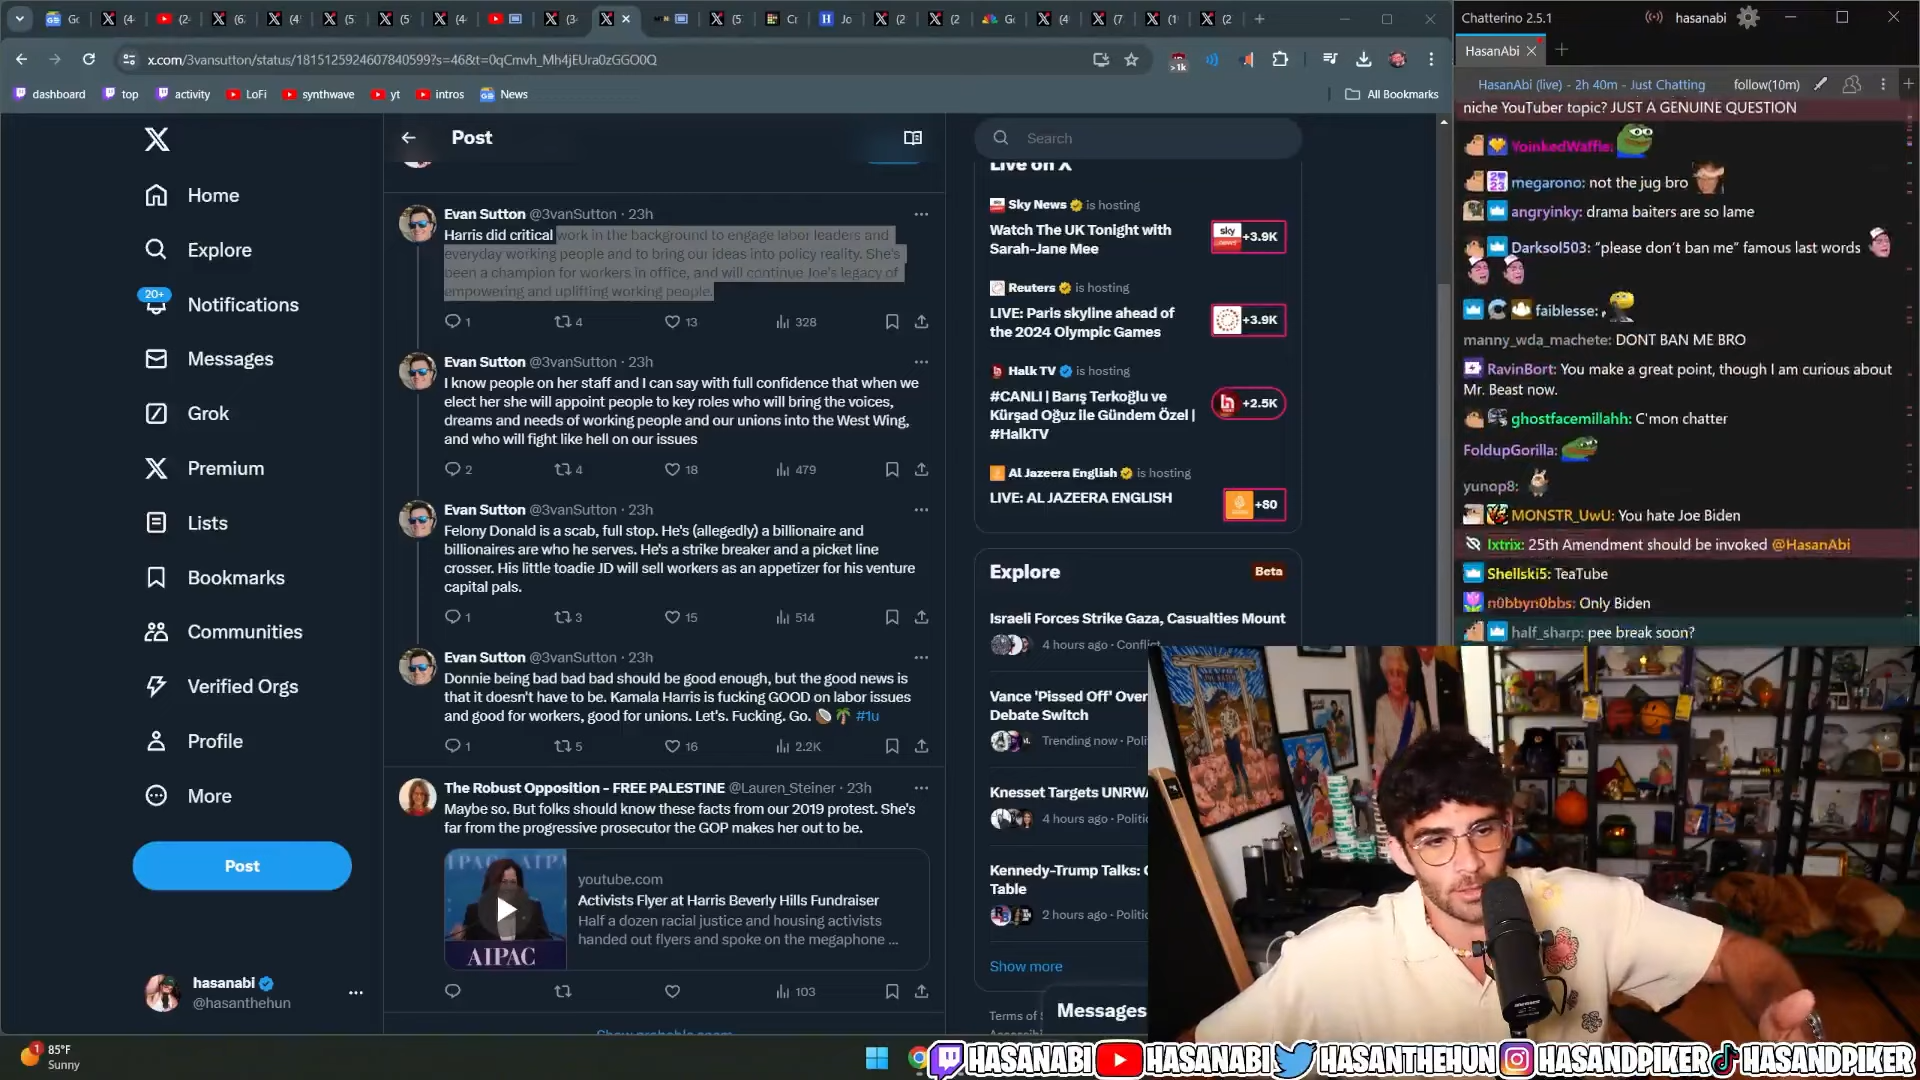 x.com/3vansutton/status/1815125924607840599?s=46&t=0qCmvh_Mh4jEUra0zGGO0Q
dashboard
top
activity
LoFi
synthwave
yt
intros
News
All Bookmarks
Home
Explore
20+
Notifications
Messages
Grok
Premium
Lists
Bookmarks
Communities
Verified Orgs
Profile
More
Post
hasanabi
@hasanthehun
Post
Evan Sutton @3vanSutton · 23h
Harris did critical work in the background to engage labor leaders and
everyday working people and to bring our ideas into policy reality. She's
been a champion for workers in office, and will continue Joe's legacy of
empowering and uplifting working people.
1 4 13 328
Evan Sutton @3vanSutton · 23h
I know people on her staff and I can say with full confidence that when we
elect her she will appoint people to key roles who will bring the voices,
dreams and needs of working people and our unions into the West Wing,
and who will fight like hell on our issues
2 4 18 479
Evan Sutton @3vanSutton · 23h
Felony Donald is a scab, full stop. He's (allegedly) a billionaire and
billionaires are who he serves. He's a strike breaker and a picket line
crosser. His little toadie JD will sell workers as an appetizer for his venture
capital pals.
1 3 15 514
Evan Sutton @3vanSutton · 23h
Donnie being bad bad bad should be good enough, but the good news is
that it doesn't have to be. Kamala Harris is fucking GOOD on labor issues
and good for workers, good for unions. Let's. Fucking. Go. 🥥 🌴 #1u
1 5 16 2.2K
The Robust Opposition - FREE PALESTINE @Lauren_Steiner · 23h
Maybe so. But folks should know these facts from our 2019 protest. She's
far from the progressive prosecutor the GOP makes her out to be.
AIPAC
youtube.com
Activists Flyer at Harris Beverly Hills Fundraiser
Half a dozen racial justice and housing activists
handed out flyers and spoke on the megaphone ...
103
Search
Live on X
Sky News is hosting
Watch The UK Tonight with
Sarah-Jane Mee
sky
+3.9K
Reuters is hosting
LIVE: Paris skyline ahead of
the 2024 Olympic Games
+3.9K
Halk TV is hosting
#CANLI | Barış Terkoğlu ve
Kürşad Oğuz ile Gündem Özel |
#HalkTV
+2.5K
Al Jazeera English is hosting
LIVE: AL JAZEERA ENGLISH
+80
Explore
Beta
Israeli Forces Strike Gaza, Casualties Mount
4 hours ago · Conflic
Vance 'Pissed Off' Over
Debate Switch
Trending now · Poli
Knesset Targets UNRWA
4 hours ago · Politic
Kennedy-Trump Talks:
Table
2 hours ago · Politic
Show more
Terms of
Messages
Chatterino 2.5.1
hasanabi
HasanAbi
HasanAbi (live) - 2h 40m - Just Chatting
follow(10m)
niche YouTuber topic? JUST A GENUINE QUESTION
YoinkedWaffle:
megarono: not the jug bro
angryinky: drama baiters are so lame
Darksol503: “please don’t ban me” famous last words
faiblesse:
manny_wda_machete: DONT BAN ME BRO
RavinBort: You make a great point, though I am curious about
Mr. Beast now.
ghostfacemillahh: C'mon chatter
FoldupGorilla:
yunop8:
MONSTR_UwU: You hate Joe Biden
lxtrix: 25th Amendment should be invoked @HasanAbi
Shellski5: TeaTube
n0bbyn0bbs: Only Biden
half_sharp: pee break soon?
1
85°F
Sunny
HASANABI HASANABI HASANTHEHUN HASANDPIKER HASANDPIKER